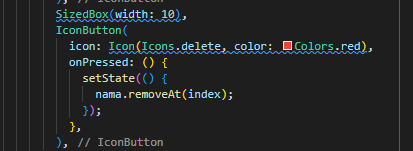 ), // IconButton
SizedBox(width: 10),
IconButton(
icon: Icon(Icons.delete, color: Colors.red),
onPressed: () {
setState(() {
nama.removeAt(index);
});
},
), // IconButton